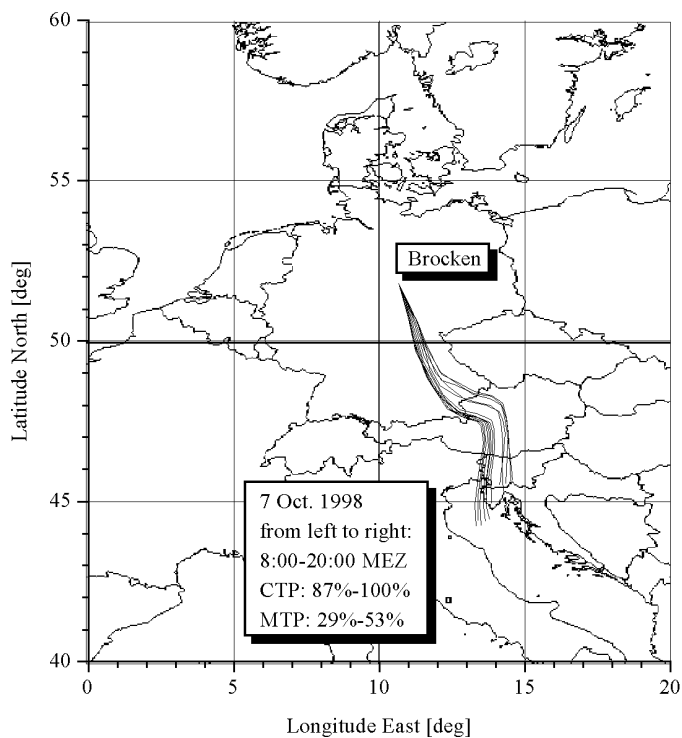 60
55
50
45
40
Latitude North [deg]
Brocken
7 Oct. 1998
from left to right:
8:00-20:00 MEZ
CTP: 87%-100%
MTP: 29%-53%
0 5 10 15 20
Longitude East [deg]